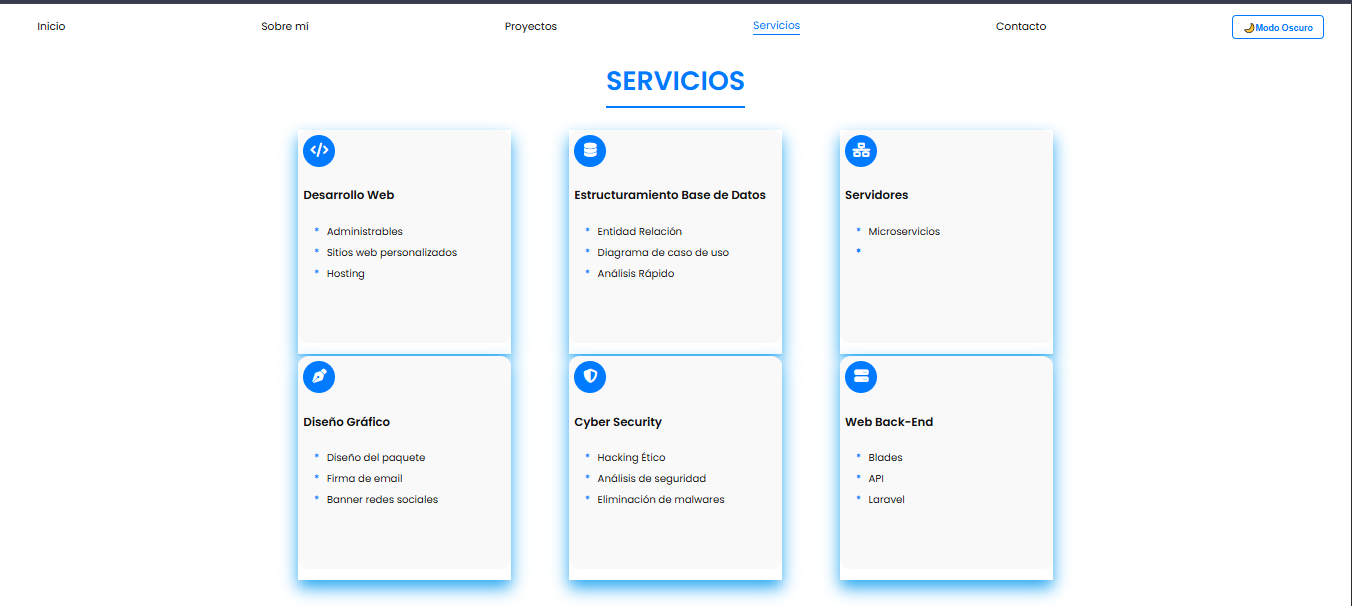 Inicio
Sobre mí
Proyectos
Servicios
Contacto
🌙Modo Oscuro
SERVICIOS
Desarrollo Web
* Administrables
* Sitios web personalizados
* Hosting
Estructuramiento Base de Datos
* Entidad Relación
* Diagrama de caso de uso
* Análisis Rápido
Servidores
* Microservicios
*
Diseño Gráfico
* Diseño del paquete
* Firma de email
* Banner redes sociales
Cyber Security
* Hacking Ético
* Análisis de seguridad
* Eliminación de malwares
Web Back-End
* Blades
* API
* Laravel